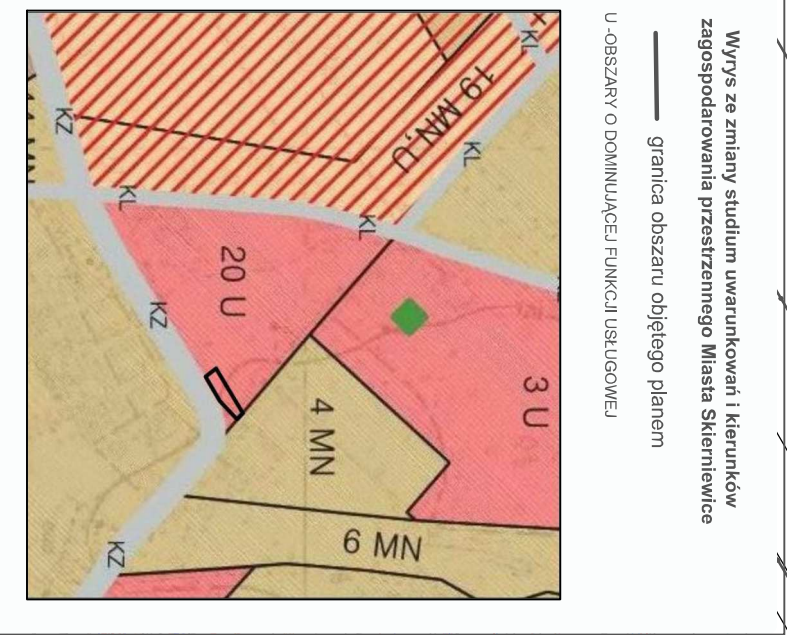 Wyrys ze zmiany studium uwarunkowań i kierunków
zagospodarowania przestrzennego Miasta Skierniewice
granica obszaru objętego planem
U -OBSZARY O DOMINUJĄCEJ FUNKCJI USŁUGOWEJ
KL
19 MN,U
KL
KZ
KL
KL
20 U
KZ
3 U
4 MN
6 MN
KZ